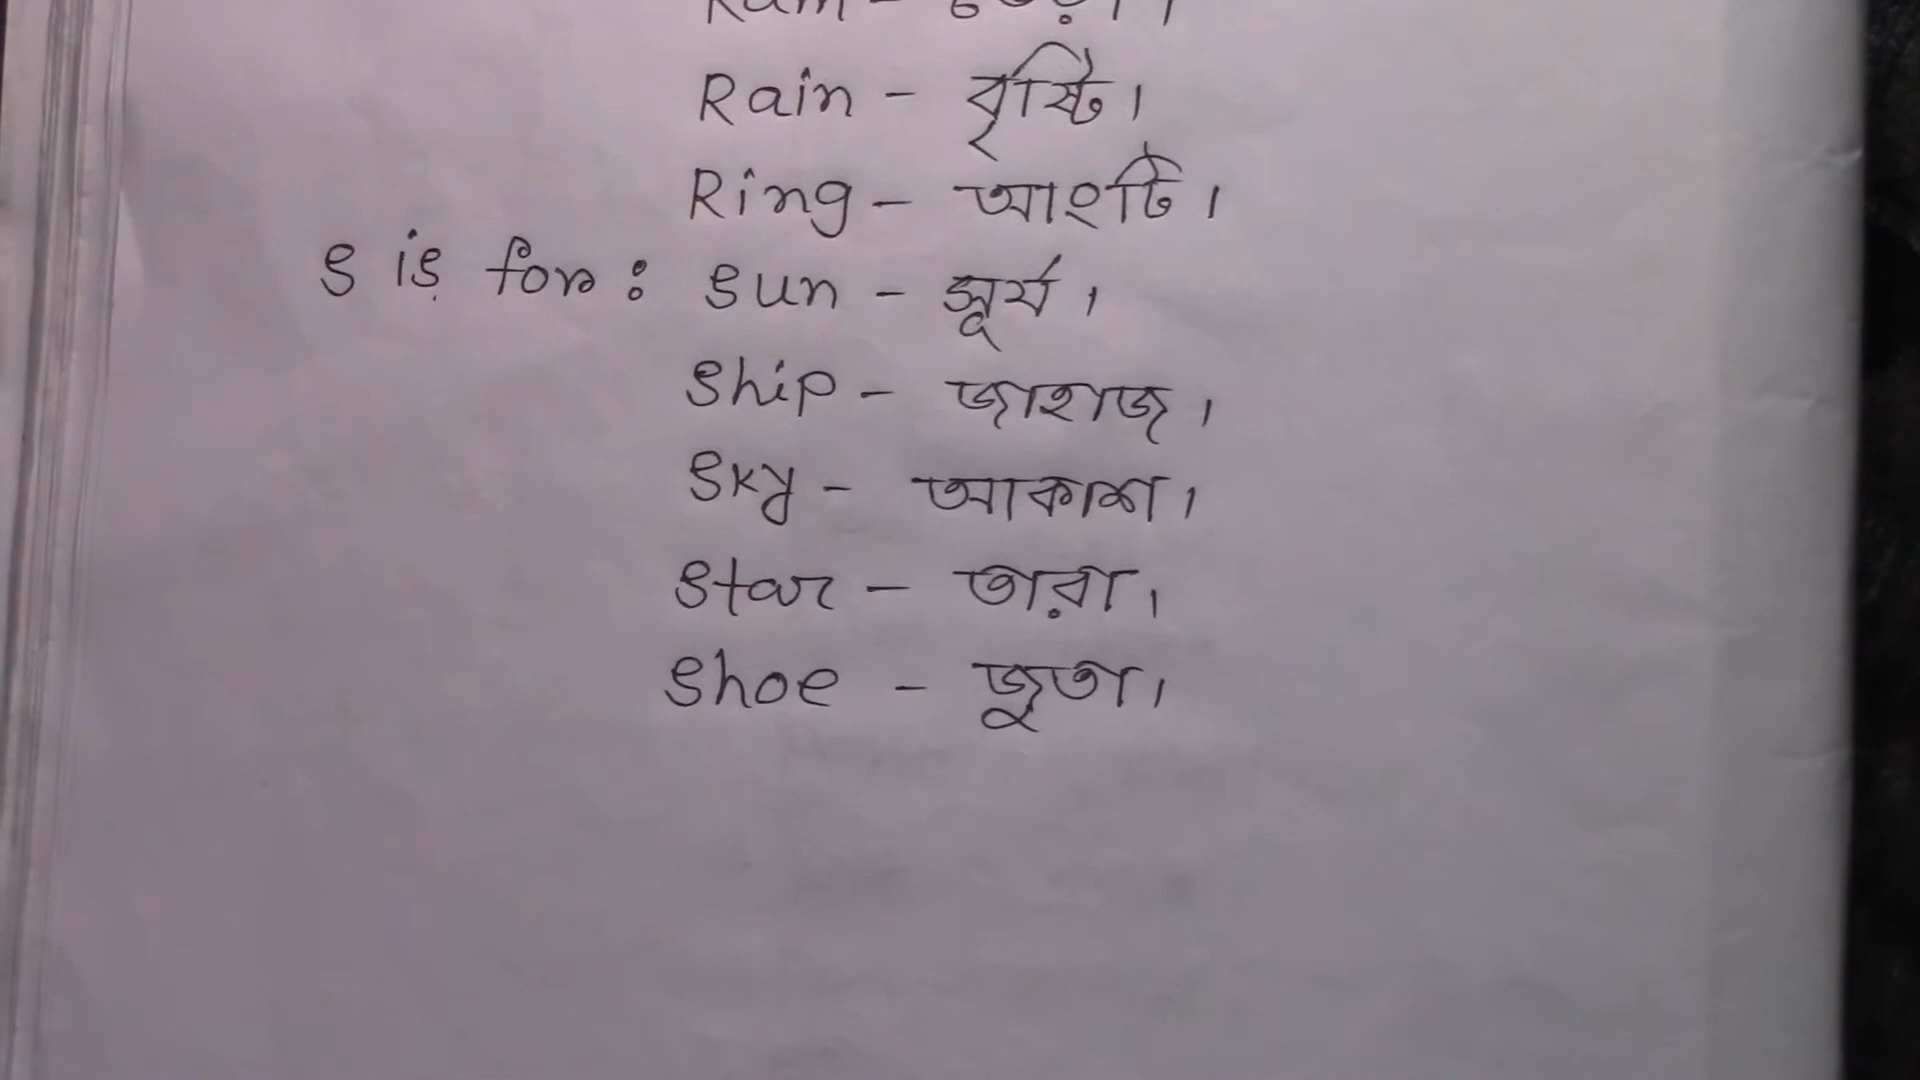 Rain - বৃষ্টি।
Ring - আংটি।
S is for: Sun - সূর্য।
Ship - জাহাজ।
Sky - আকাশ।
Star - তারা।
Shoe - জুতা।